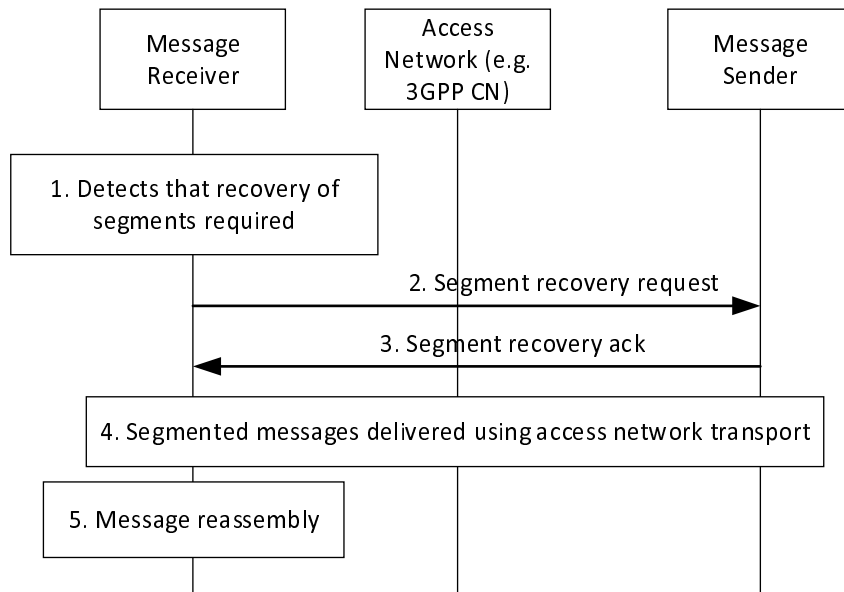 Message
Receiver
Access
Network (e.g.
3GPP CN)
Message
Sender
1. Detects that recovery of
segments required
2. Segment recovery request
3. Segment recovery ack
4. Segmented messages delivered using access network transport
5. Message reassembly